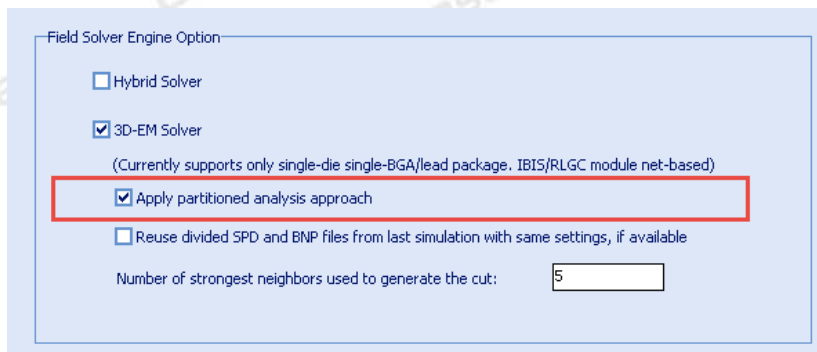 Field Solver Engine Option
Hybrid Solver
3D-EM Solver
(Currently supports only single-die single-BGA/lead package. IBIS/RLGC module net-based)
Apply partitioned analysis approach
Reuse divided SPD and BNP files from last simulation with same settings, if available
Number of strongest neighbors used to generate the cut: 5